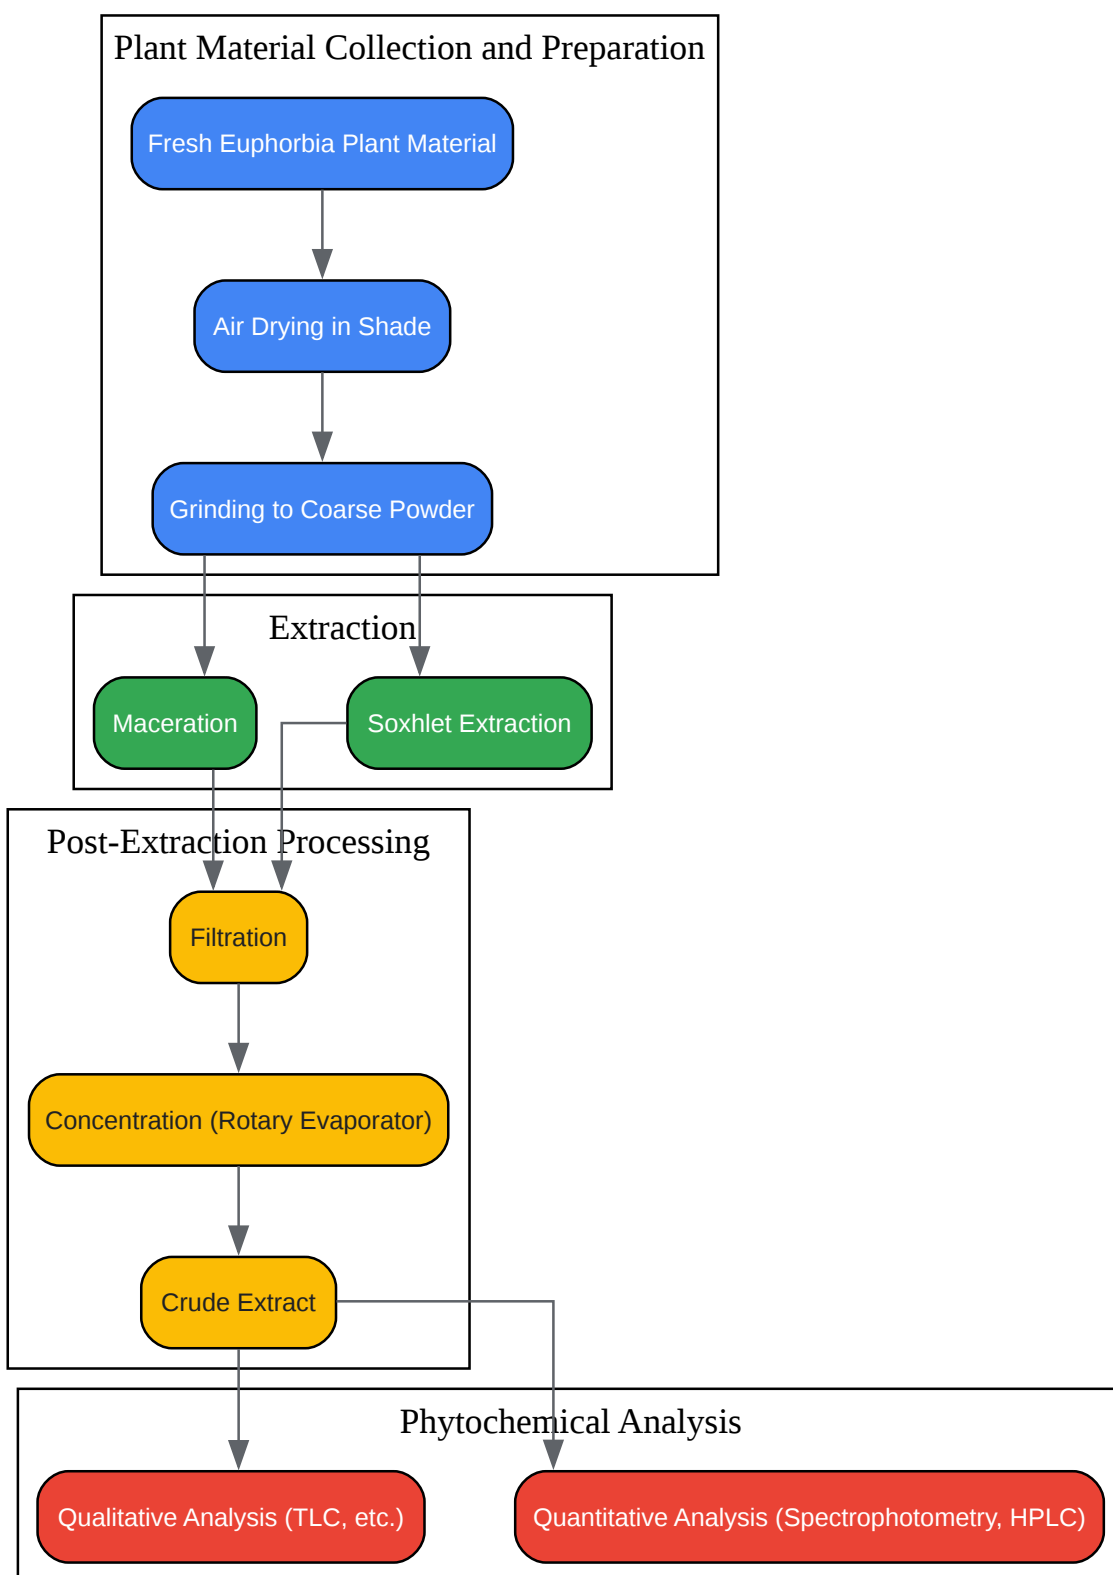 Plant Material Collection and Preparation
Fresh Euphorbia Plant Material
Air Drying in Shade
Grinding to Coarse Powder
Extraction
Maceration
Soxhlet Extraction
Post-Extraction Processing
Filtration
Concentration (Rotary Evaporator)
Crude Extract
Phytochemical Analysis
Qualitative Analysis (TLC, etc.)
Quantitative Analysis (Spectrophotometry, HPLC)